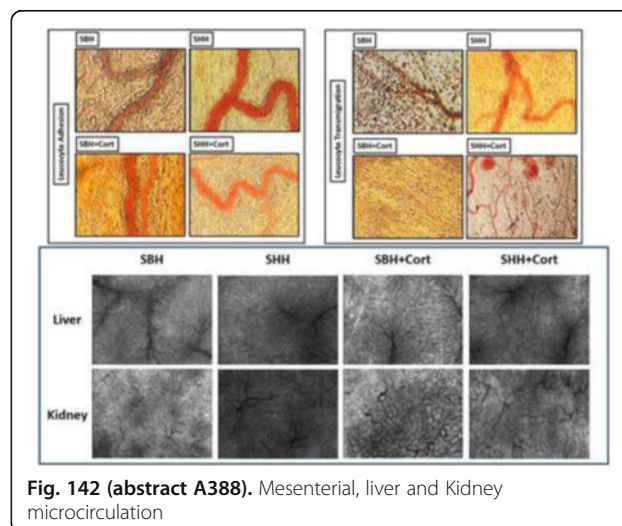 SBH
SHH
Leucocyte Adhesion
SBH+Cort
SHH+Cort
SBH
SHH
Leucocyte Transmigration
SBH+Cort
SHH+Cort
SBH SHH SBH+Cort SHH+Cort
Liver
Kidney
Fig. 142 (abstract A388). Mesenterial, liver and Kidney
microcirculation